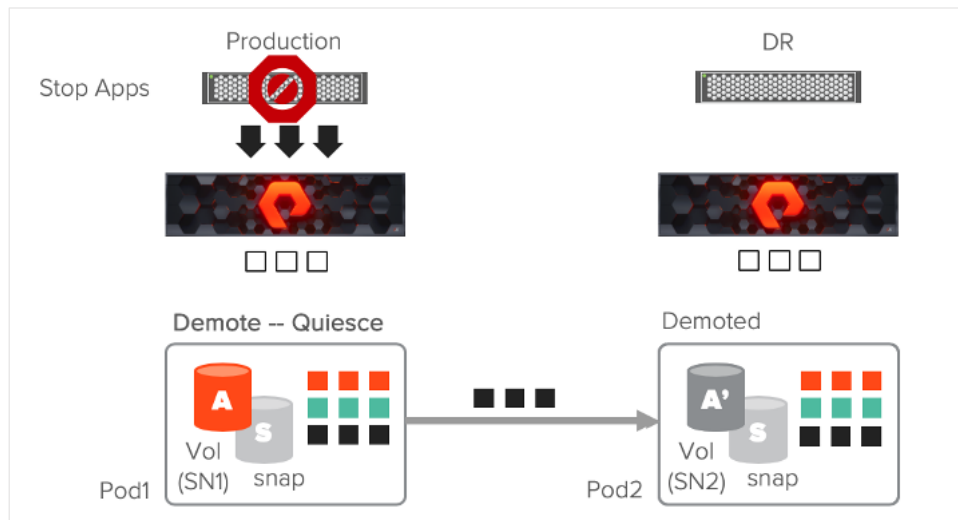 Production
DR
Stop Apps
Demote -- Quiesce
Demoted
A
S
Vol
(SN1)
snap
Pod1
A’
S
Vol
(SN2)
snap
Pod2